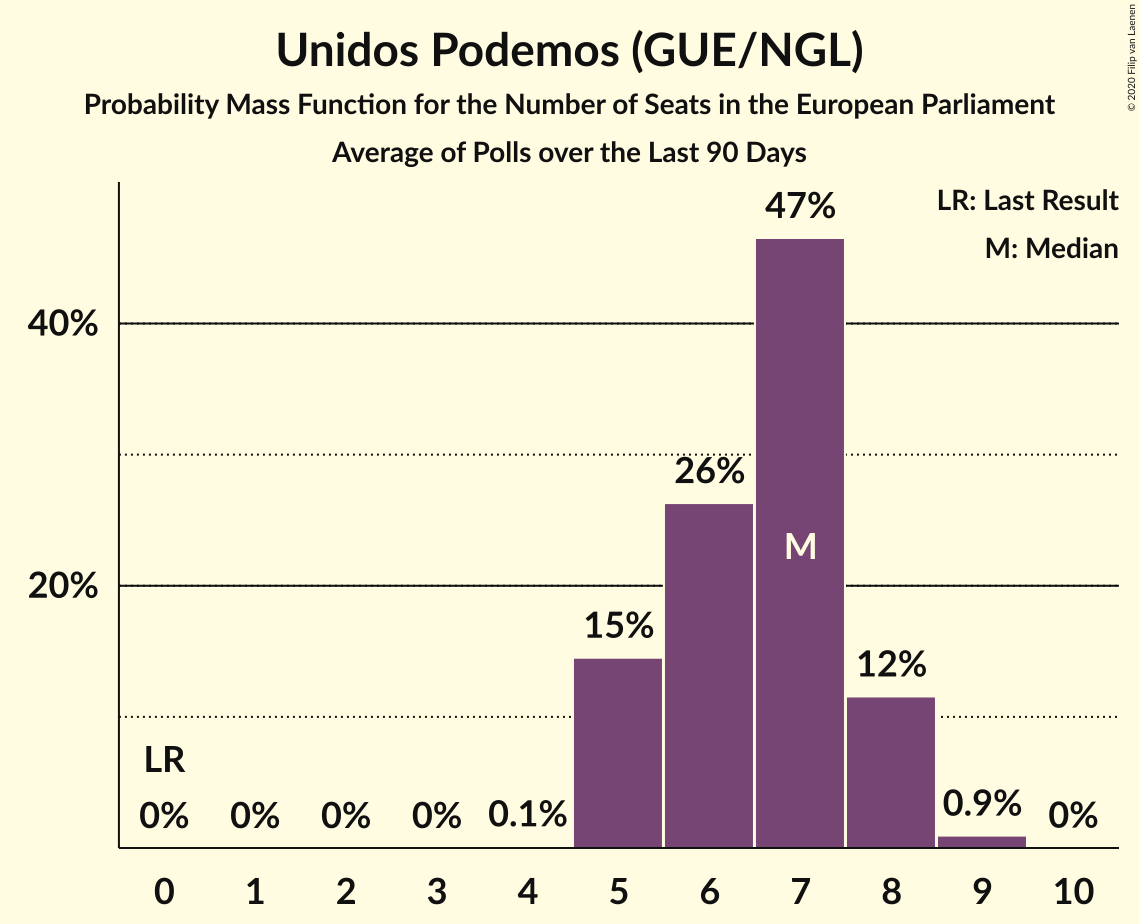 Unidos Podemos (GUE/NGL)
Probability Mass Function for the Number of Seats in the European Parliament
Average of Polls over the Last 90 Days
© 2020 Filip van Laenen
LR: Last Result
M: Median
47%
40%
26%
M
20%
15%
12%
LR
0% 0% 0% 0% 0.1% 0.9% 0%
0 1 2 3 4 5 6 7 8 9 10